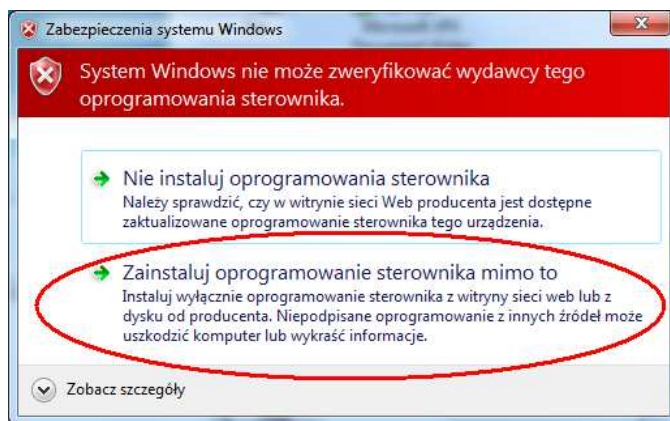 Zabezpieczenia systemu Windows
System Windows nie może zweryfikować wydawcy tego
oprogramowania sterownika.
Nie instaluj oprogramowania sterownika
Należy sprawdzić, czy w witrynie sieci Web producenta jest dostępne
zaktualizowane oprogramowanie sterownika tego urządzenia.
Zainstaluj oprogramowanie sterownika mimo to
Instaluj wyłącznie oprogramowanie sterownika z witryny sieci web lub z
dysku od producenta. Niepodpisane oprogramowanie z innych źródeł może
uszkodzić komputer lub wykraść informacje.
Zobacz szczegóły